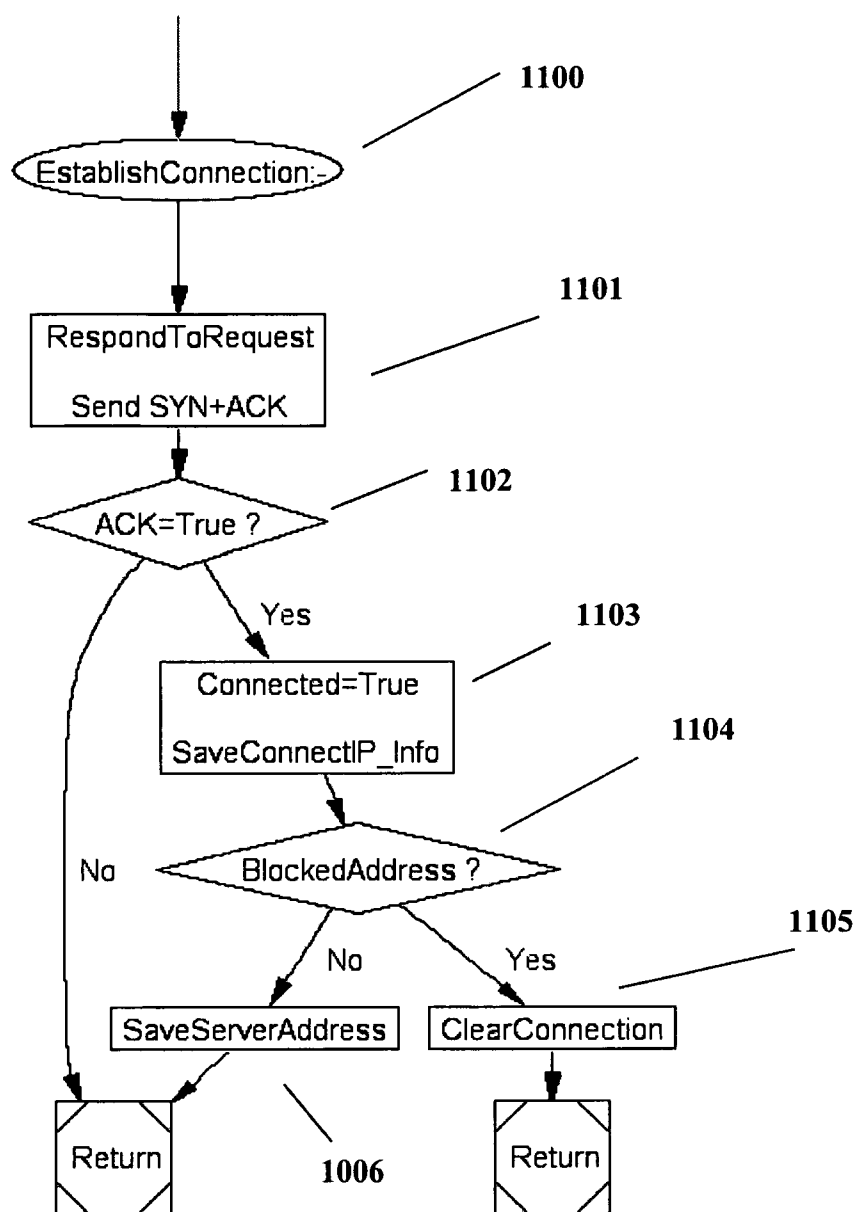 1100
EstablishConnection:-
1101
RespondToRequest
Send SYN+ACK
1102
ACK=True ?
Yes
1103
Connected=True
SaveConnectIP_Info
1104
No
BlockedAddress ?
1105
No
Yes
SaveServerAddress
ClearConnection
Return
1006
Return